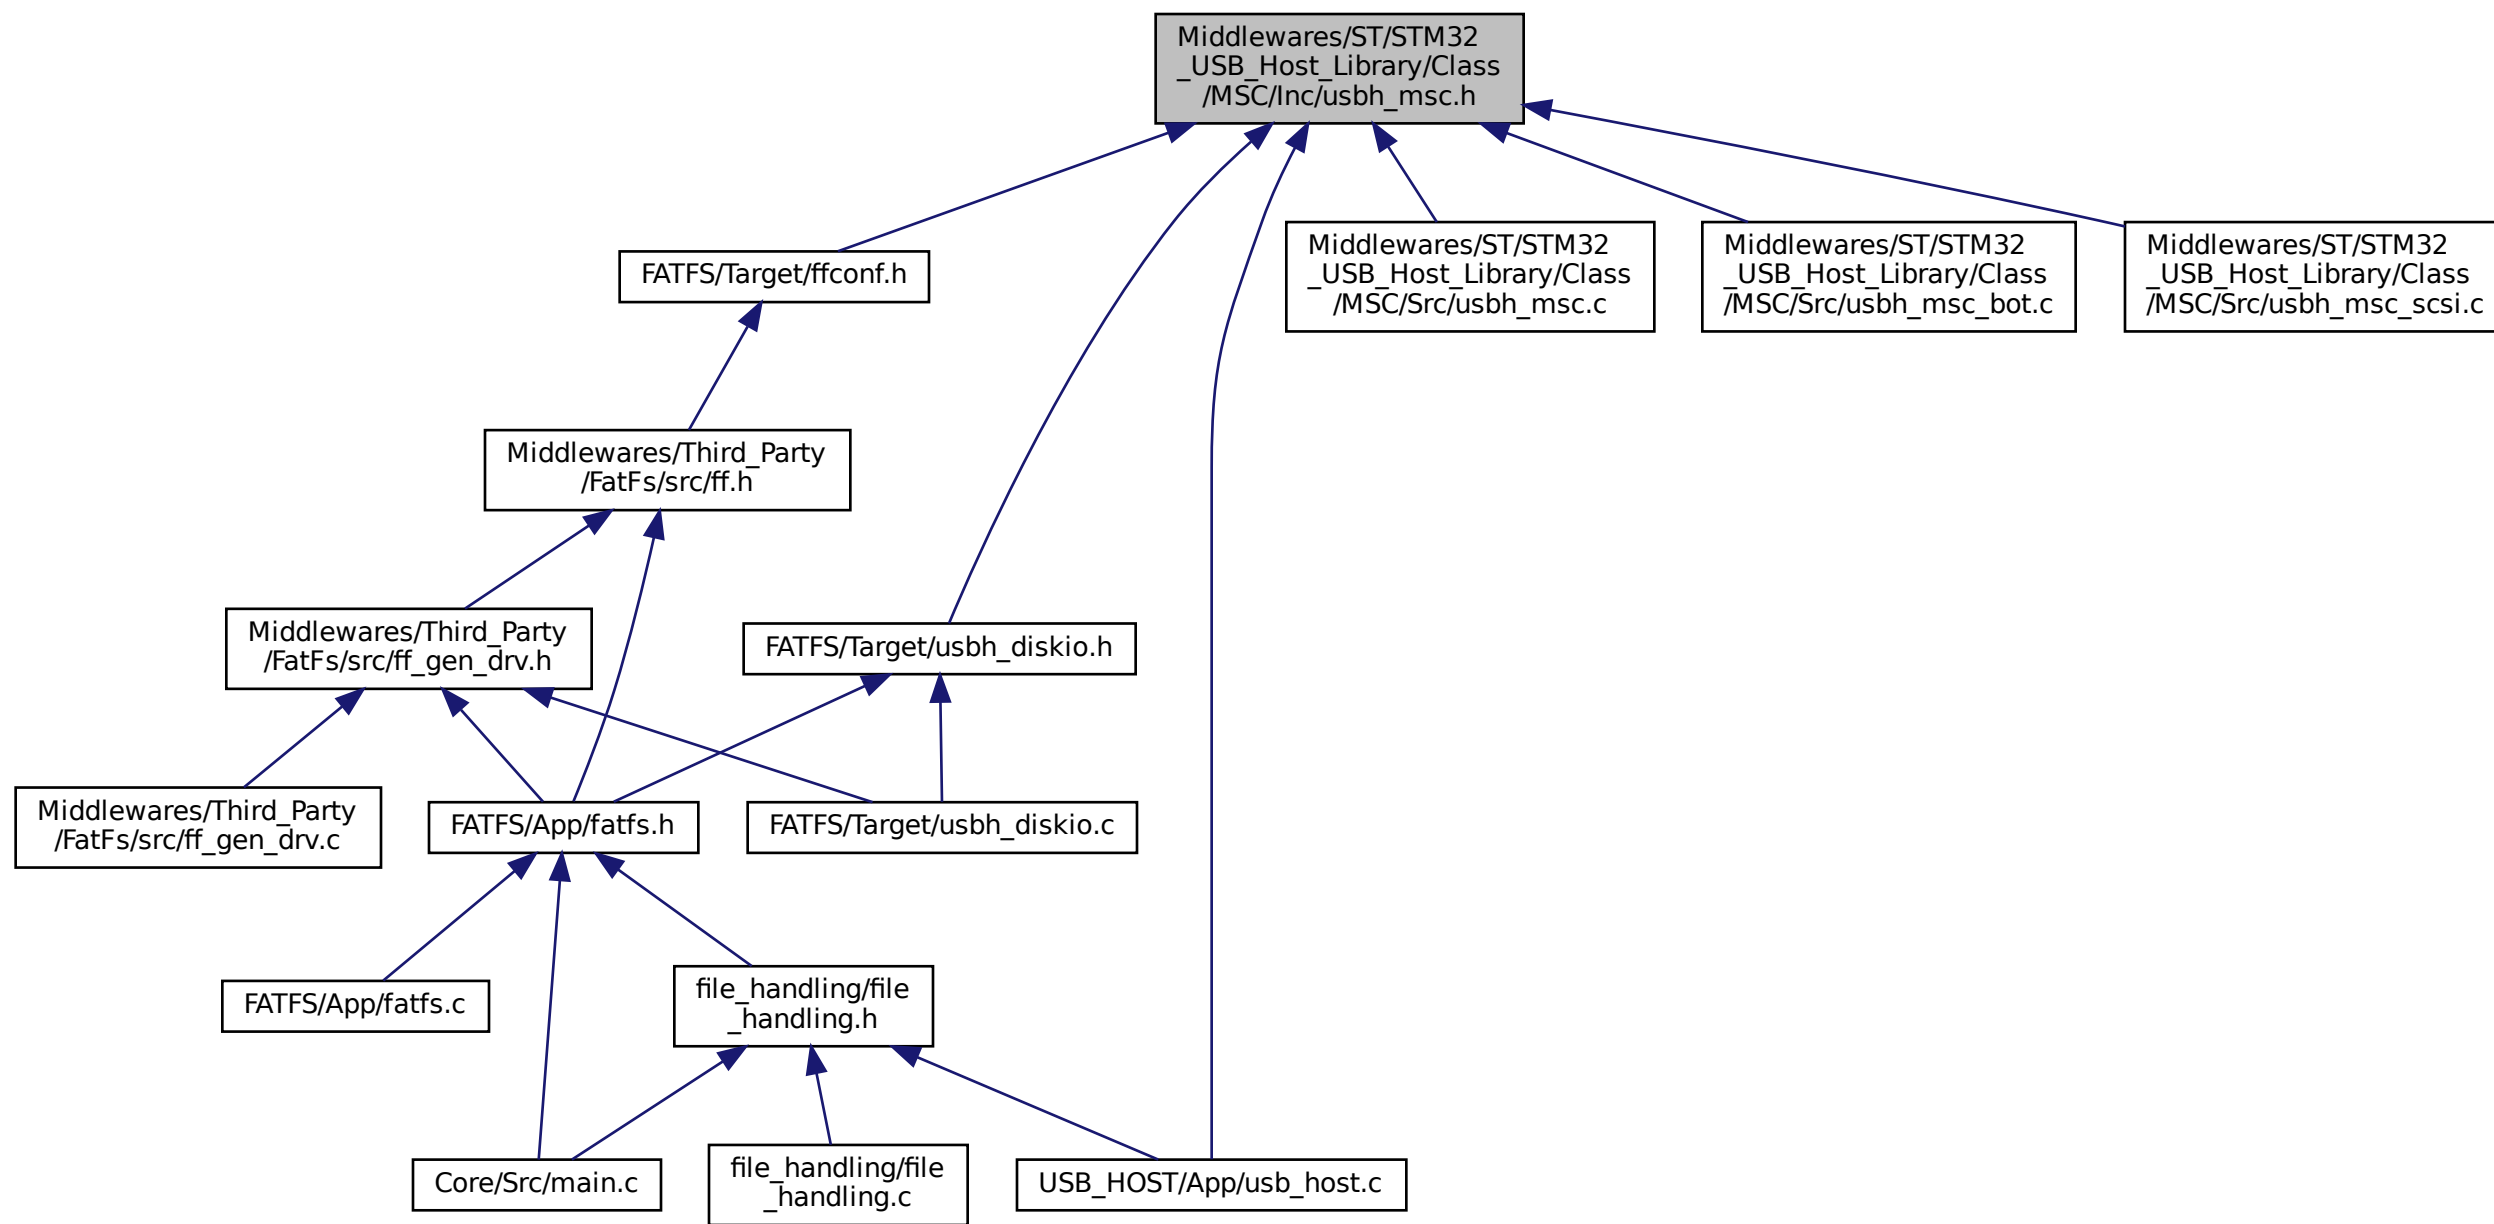 Middlewares/ST/STM32
_USB_Host_Library/Class
/MSC/Inc/usbh_msc.h
FATFS/Target/ffconf.h
Middlewares/ST/STM32
_USB_Host_Library/Class
/MSC/Src/usbh_msc.c
Middlewares/ST/STM32
_USB_Host_Library/Class
/MSC/Src/usbh_msc_bot.c
Middlewares/ST/STM32
_USB_Host_Library/Class
/MSC/Src/usbh_msc_scsi.c
Middlewares/Third_Party
/FatFs/src/ff.h
Middlewares/Third_Party
/FatFs/src/ff_gen_drv.h
FATFS/Target/usbh_diskio.h
Middlewares/Third_Party
/FatFs/src/ff_gen_drv.c
FATFS/App/fatfs.h
FATFS/Target/usbh_diskio.c
FATFS/App/fatfs.c
file_handling/file
_handling.h
Core/Src/main.c
file_handling/file
_handling.c
USB_HOST/App/usb_host.c